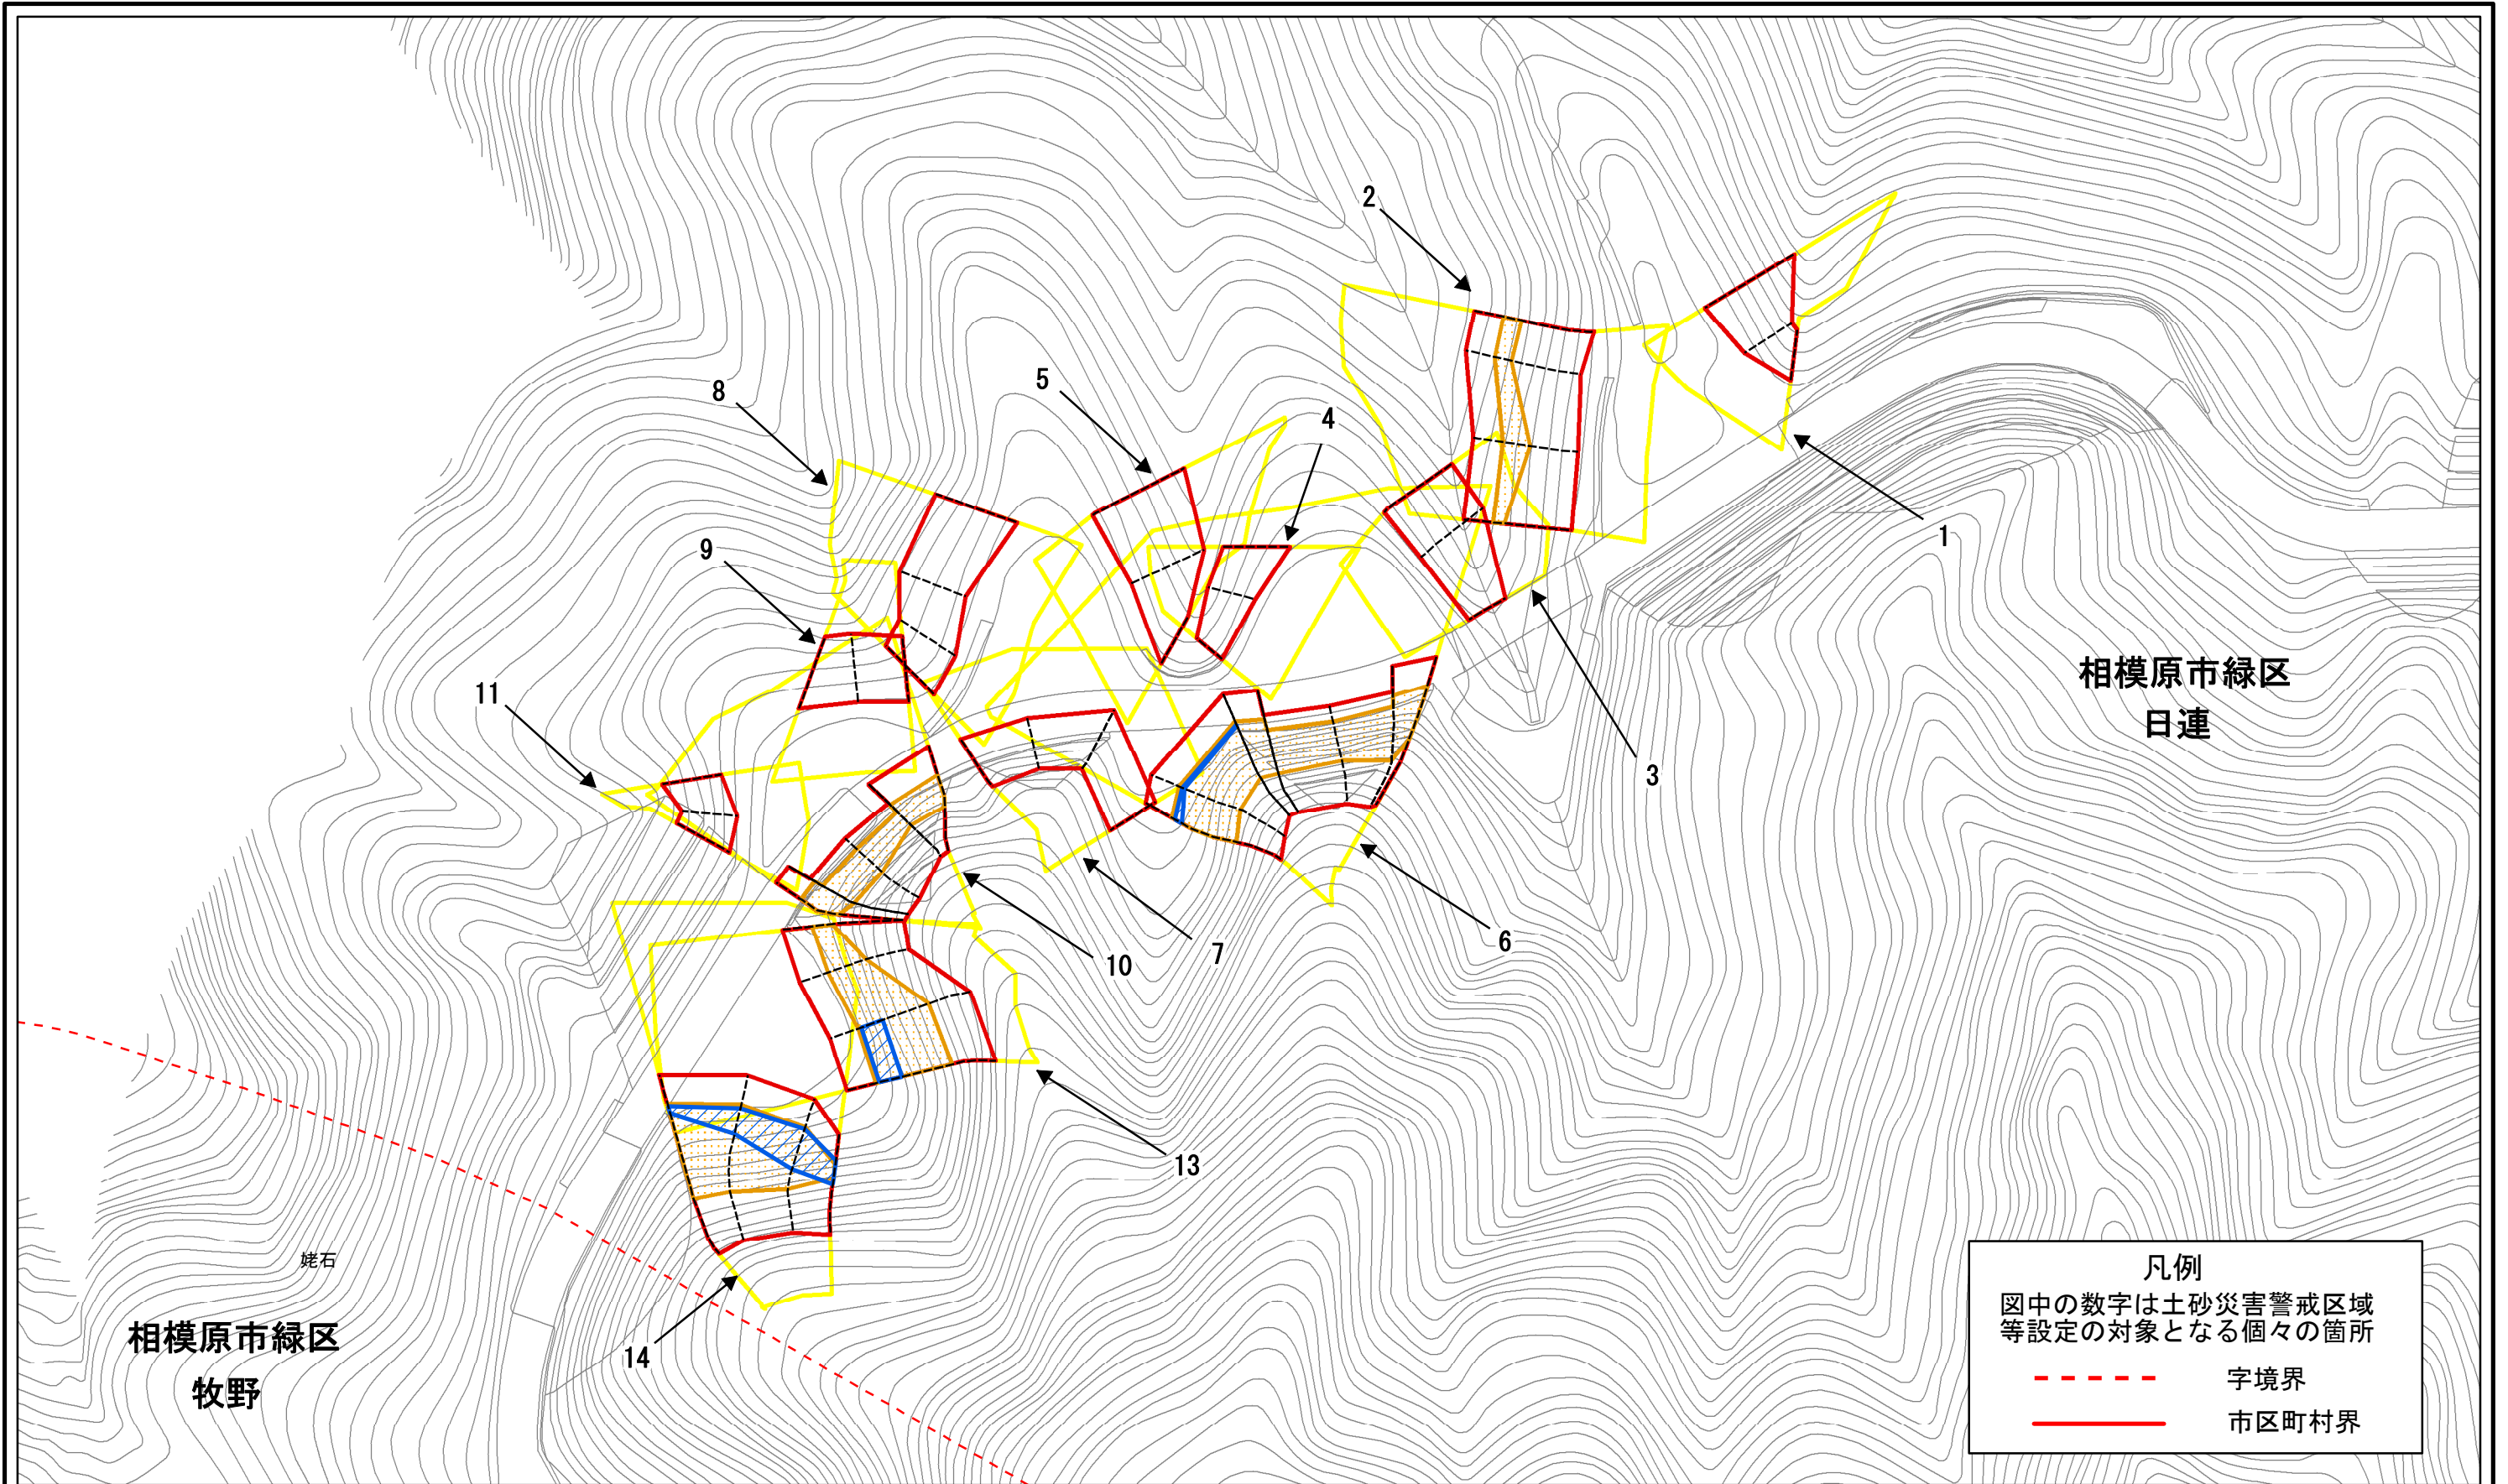 2
8
5
4
9
1
11
相模原市緑区
日連
3
6
7
10
13
姥石
相模原市緑区
牧野
14
凡例
図中の数字は土砂災害警戒区域
等設定の対象となる個々の箇所
字境界
市区町村界